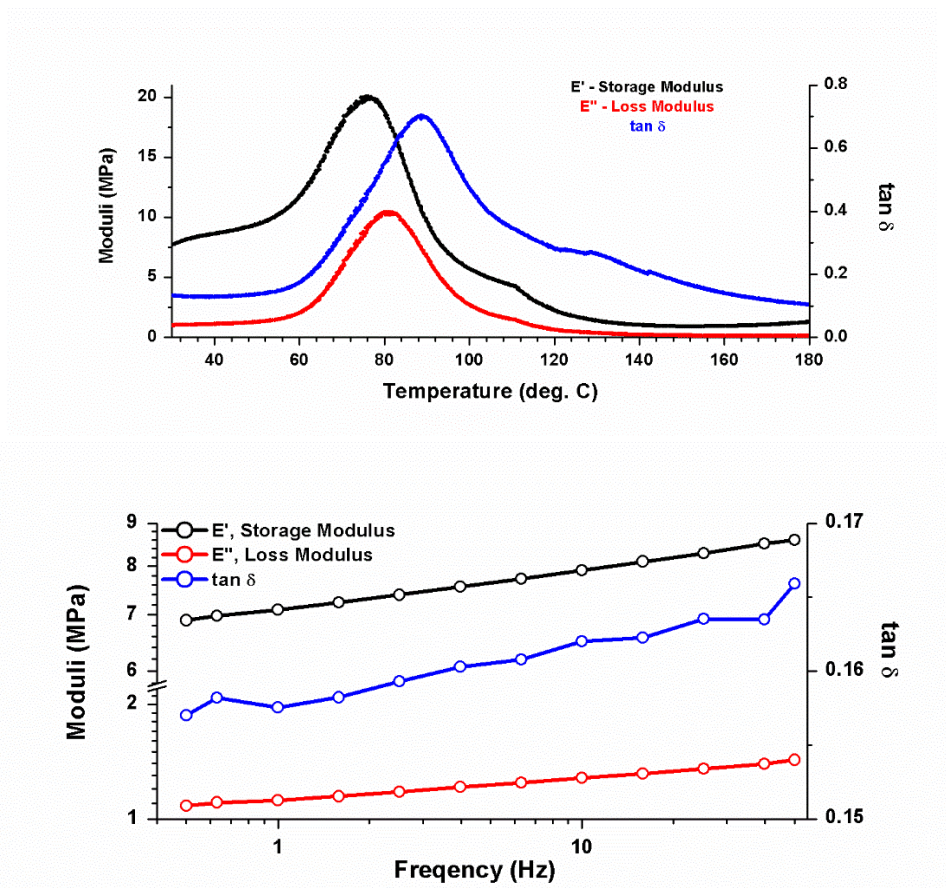 E' - Storage Modulus
E" - Loss Modulus
tan δ
20
15
10
5
0
0.8
0.6
0.4
0.2
0.0
Moduli (MPa)
tan δ
40 60 80 100 120 140 160 180
Temperature (deg. C)
E', Storage Modulus
E", Loss Modulus
tan δ
9
8
7
6
2
1
0.17
0.16
0.15
Moduli (MPa)
tan δ
1 10
Freqency (Hz)